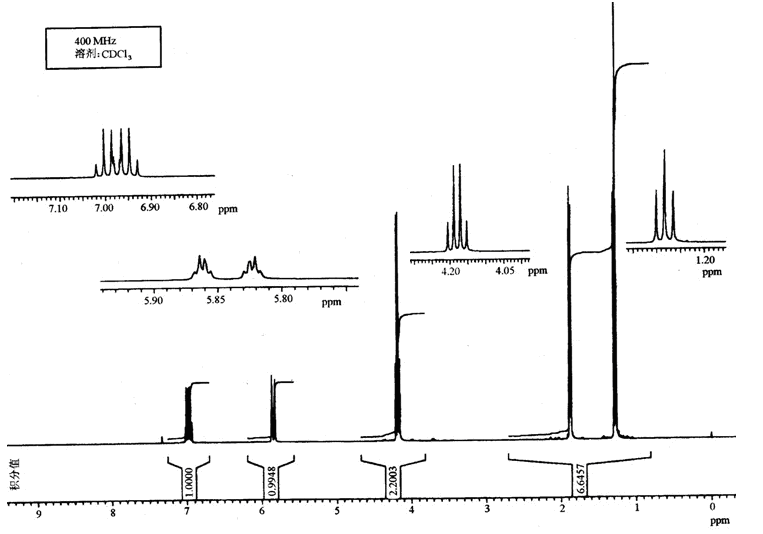 400 MHz
溶剂: CDCl₃
7.10 7.00 6.90 6.80 ppm
5.90 5.85 5.80 ppm
4.20 4.05 ppm
1.20
ppm
积分值
1.0000
0.9948
2.2003
6.6457
9 7 6 5 4 3 2 1 0
ppm